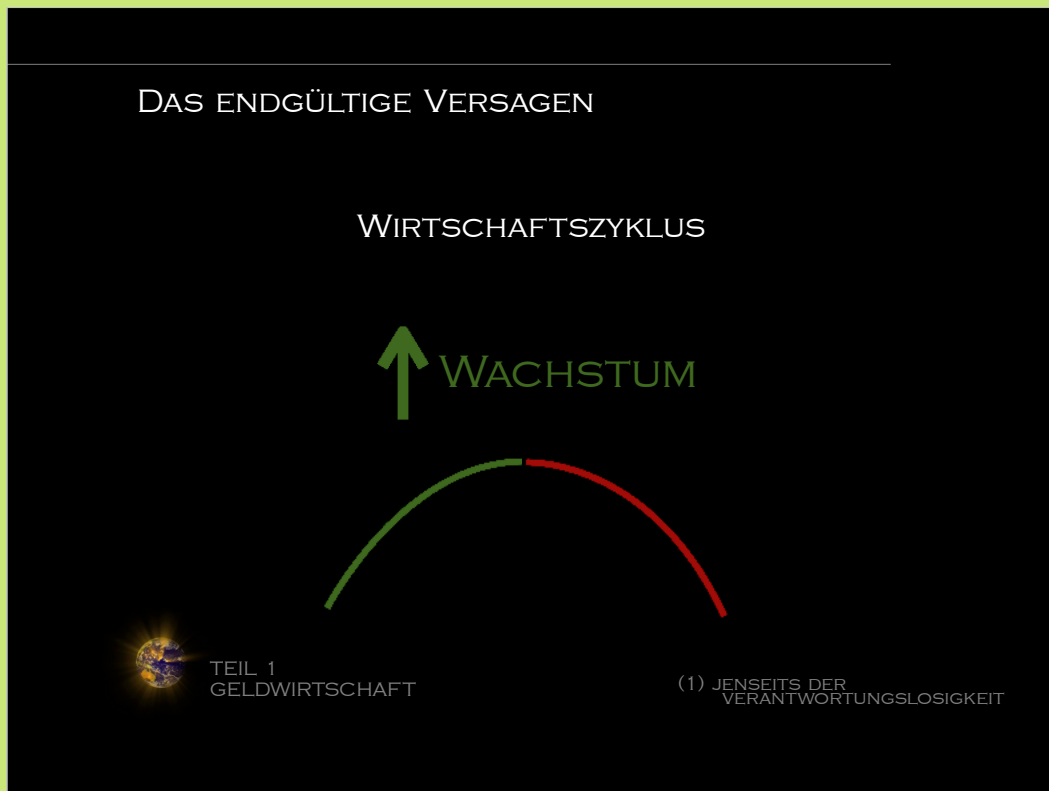 Das endgültige Versagen
Wirtschaftszyklus
Wachstum
Teil 1
Geldwirtschaft
(1) jenseits der
Verantwortungslosigkeit